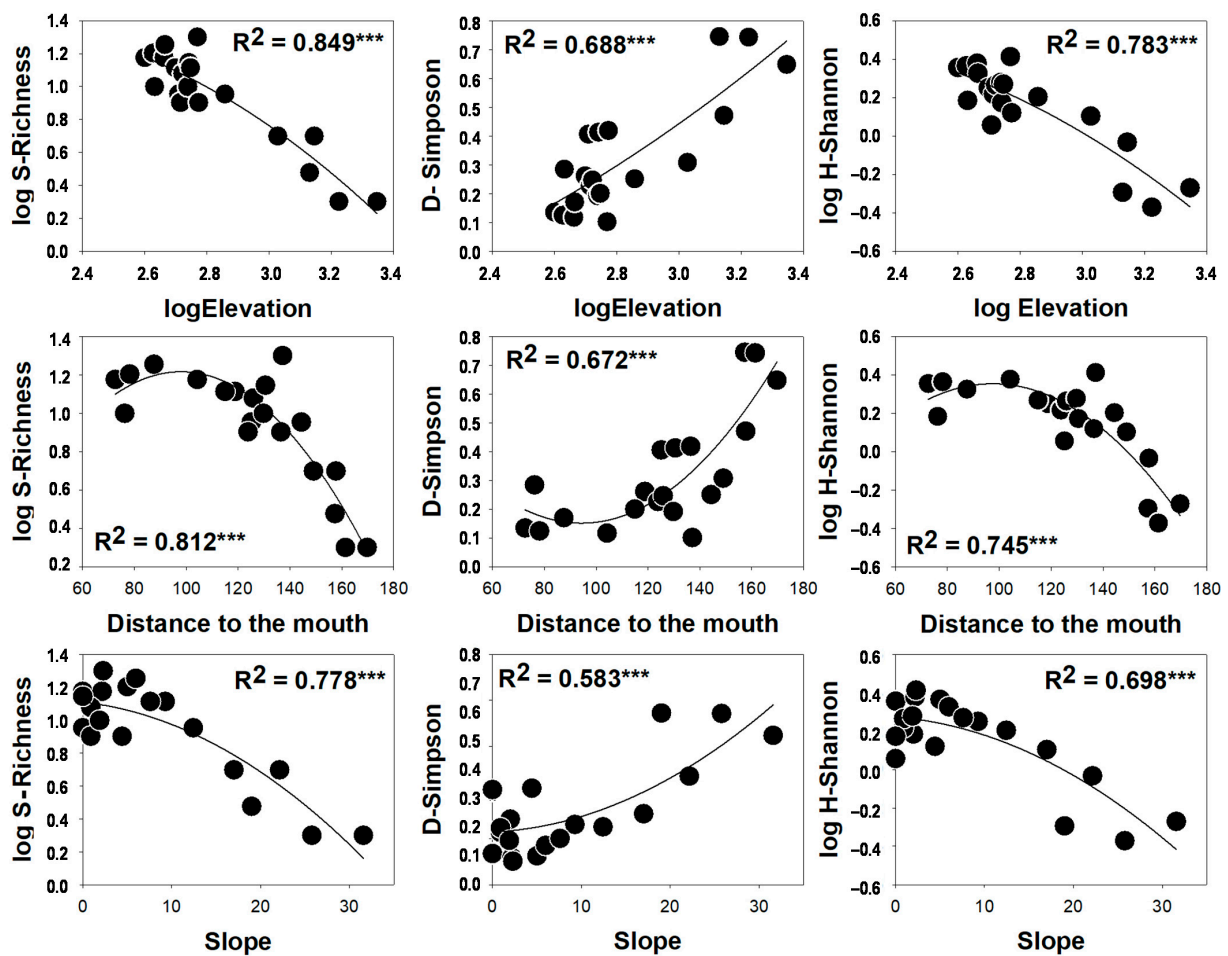 log S-Richness
1.4
1.2
1.0
0.8
0.6
0.4
0.2
0.0
R2 = 0.849***
2.4 2.6 2.8 3.0 3.2 3.4
logElevation
D- Simposon
0.8
0.7
0.6
0.5
0.4
0.3
0.2
0.1
0.0
R2 = 0.688***
2.4 2.6 2.8 3.0 3.2 3.4
logElevation
log H-Shannon
0.6
0.4
0.2
0.0
−0.2
−0.4
−0.6
R2 = 0.783***
2.4 2.6 2.8 3.0 3.2 3.4
log Elevation
log S-Richness
1.4
1.2
1.0
0.8
0.6
0.4
0.2
R2 = 0.812***
60 80 100 120 140 160 180
Distance to the mouth
D-Simpson
0.8
0.7
0.6
0.5
0.4
0.3
0.2
0.1
0.0
R2 = 0.672***
60 80 100 120 140 160 180
Distance to the mouth
log H-Shannon
0.6
0.4
0.2
0.0
−0.2
−0.4
−0.6
R2 = 0.745***
60 80 100 120 140 160 180
Distance to the mouth
log S-Richness
1.4
1.2
1.0
0.8
0.6
0.4
0.2
0.0
R2 = 0.778***
0 10 20 30
Slope
D-Simpson
0.8
0.7
0.6
0.5
0.4
0.3
0.2
0.1
0.0
R2 = 0.583***
0 10 20 30
Slope
log H-Shannon
0.6
0.4
0.2
0.0
−0.2
−0.4
−0.6
R2 = 0.698***
0 10 20 30
Slope